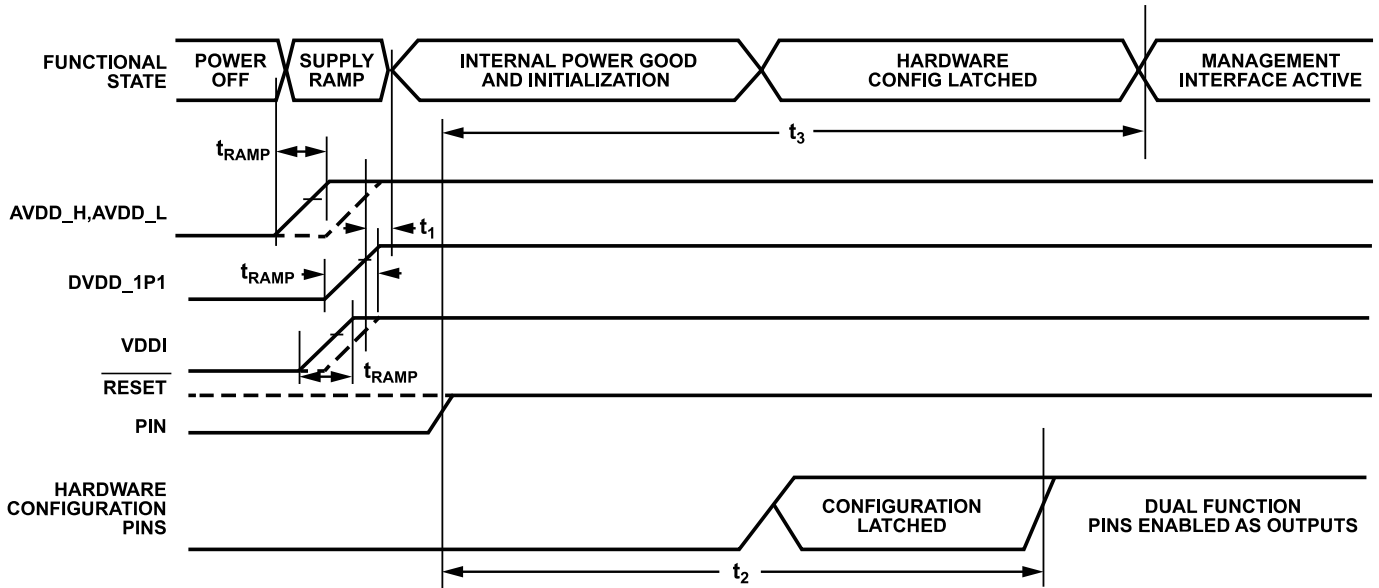 FUNCTIONAL
STATE
POWER
OFF
SUPPLY
RAMP
INTERNAL POWER GOOD
AND INITIALIZATION
HARDWARE
CONFIG LATCHED
MANAGEMENT
INTERFACE ACTIVE
t3
tRAMP
AVDD_H,AVDD_L
t1
tRAMP
DVDD_1P1
VDDI
tRAMP
RESET
PIN
HARDWARE
CONFIGURATION
PINS
CONFIGURATION
LATCHED
DUAL FUNCTION
PINS ENABLED AS OUTPUTS
t2